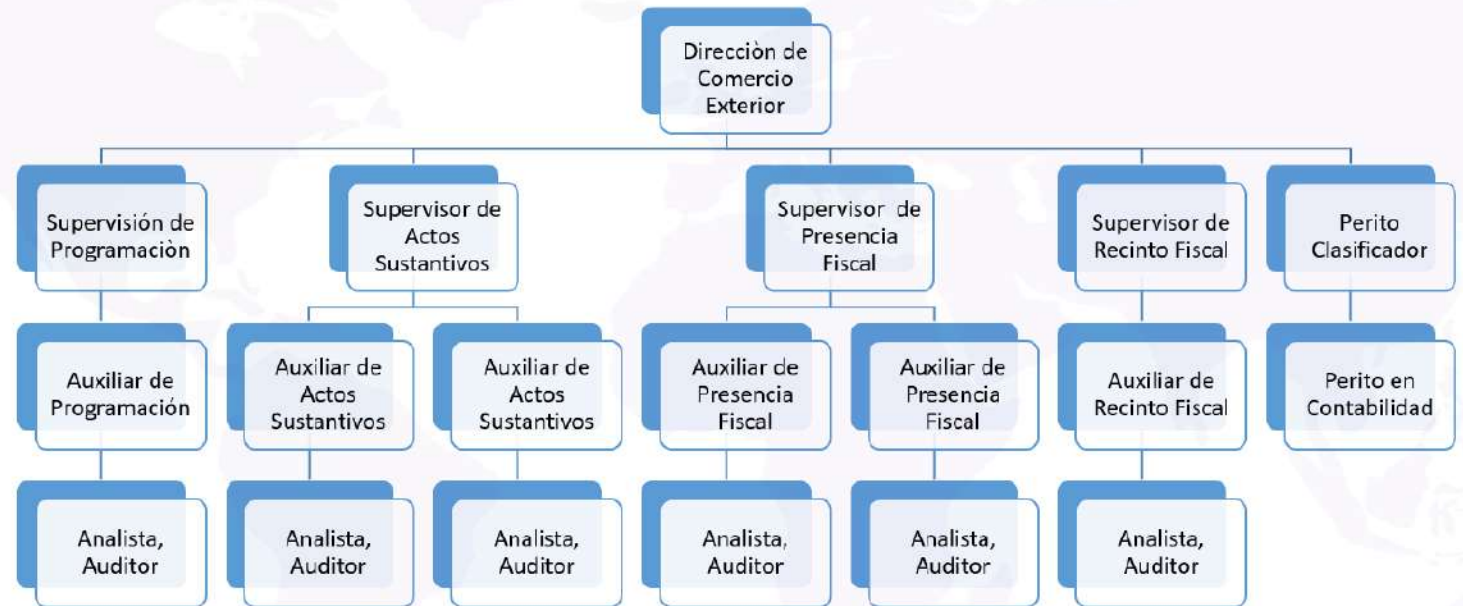 Direcciòn de
Comercio
Exterior
Supervisión de
Programaciòn
Supervisor de
Actos
Sustantivos
Supervisor de
Presencia
Fiscal
Supervisor de
Recinto Fiscal
Perito
Clasificador
Auxiliar de
Programación
Auxiliar de
Actos
Sustantivos
Auxiliar de
Actos
Sustantivos
Auxiliar de
Presencia
Fiscal
Auxiliar de
Presencia
Fiscal
Auxiliar de
Recinto Fiscal
Perito en
Contabilidad
Analista,
Auditor
Analista,
Auditor
Analista,
Auditor
Analista,
Auditor
Analista,
Auditor
Analista,
Auditor